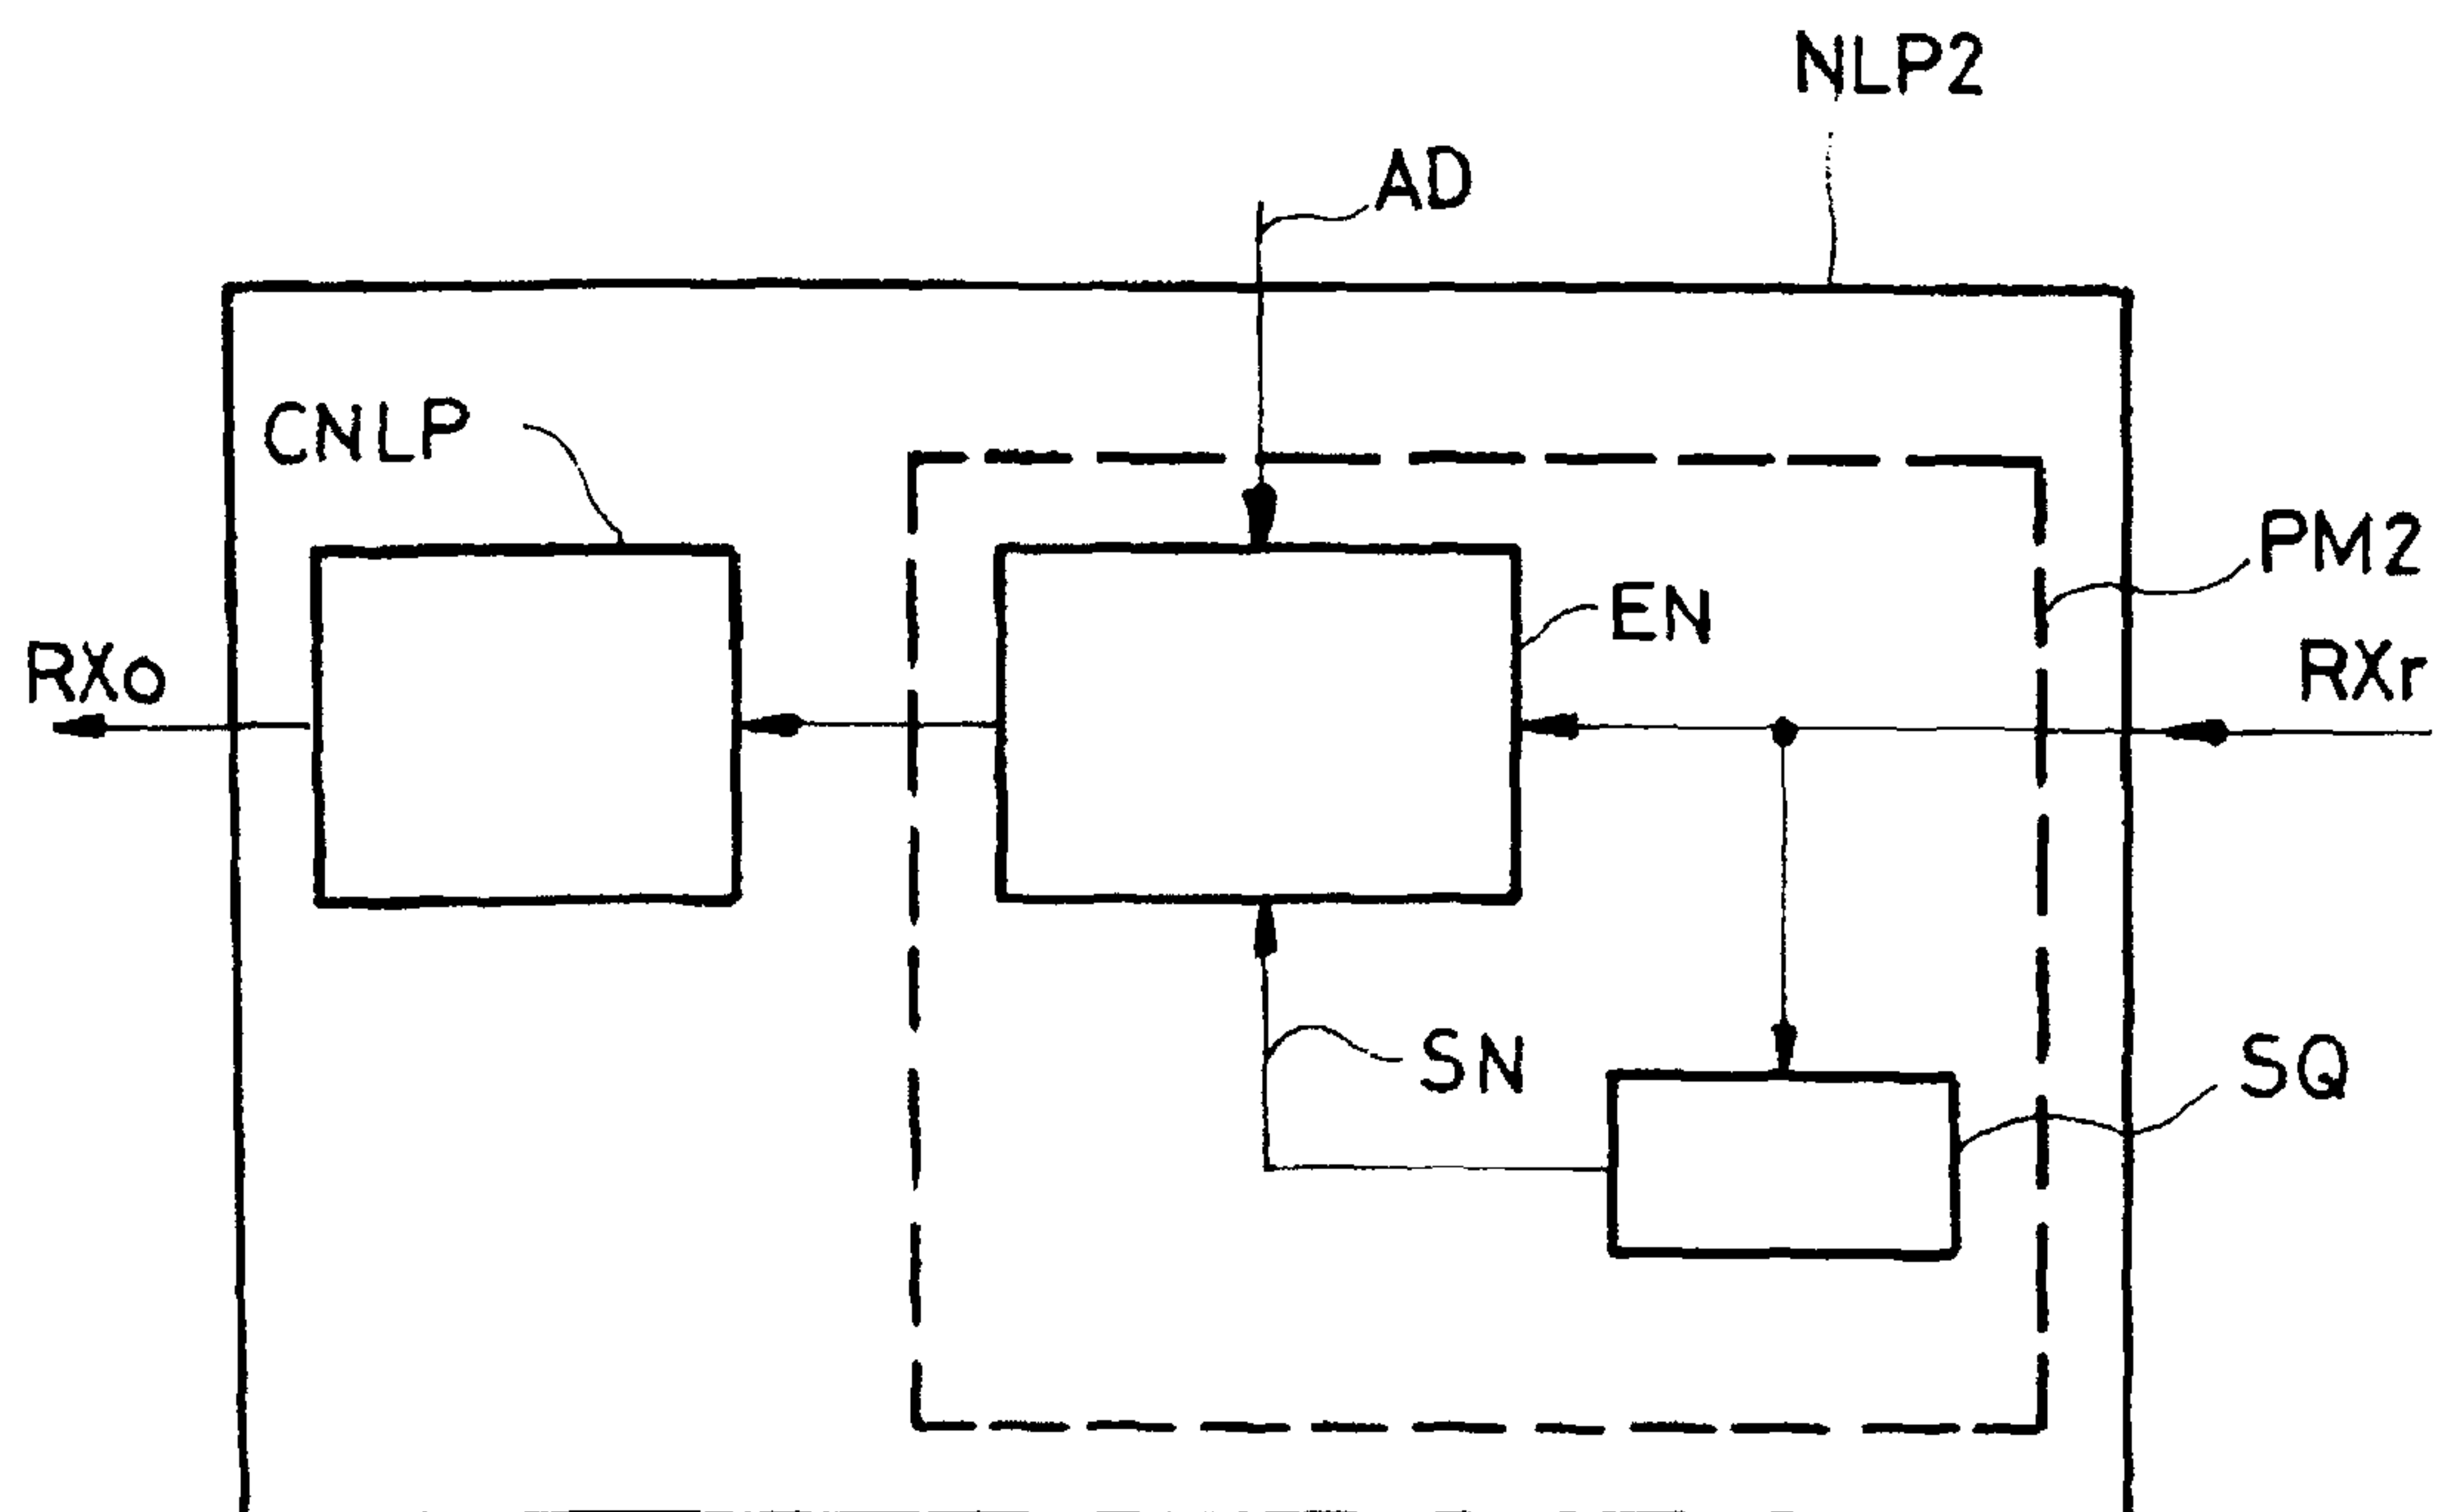 NLP2
AD
CNLP
PM2
EN
RXo
RXr
SN
SQ